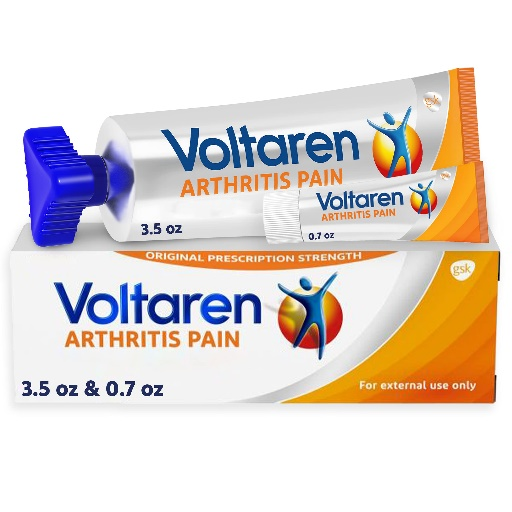 Voltaren
ARTHRITIS PAIN
3.5 oz
gsk
Voltaren
ARTHRITIS PAIN
0.7 oz
ORIGINAL PRESCRIPTION STRENGTH
Voltaren
ARTHRITIS PAIN
3.5 oz & 0.7 oz
gsk
For external use only